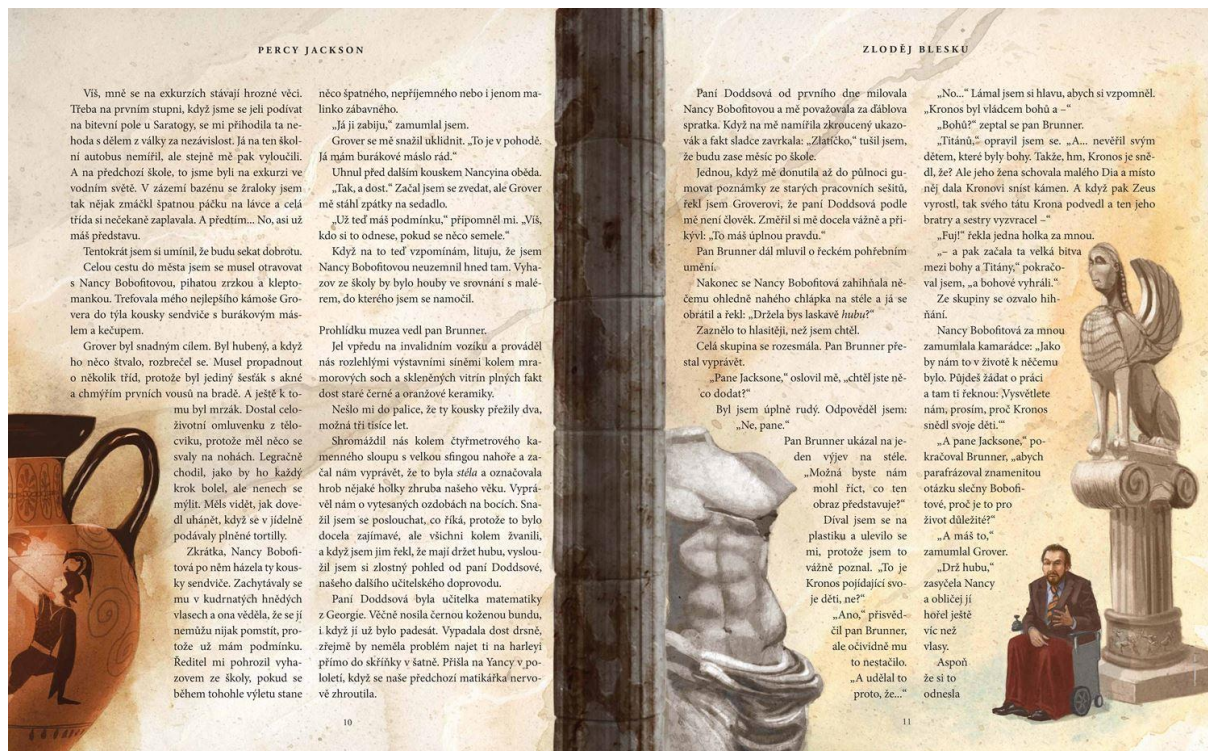 PERCY JACKSON
Víš, mně se na exkurzích stávají hrozné věci.
Třeba na prvním stupni, když jsme se jeli podívat
na bitevní pole u Saratogy, se mi přihodila ta ne-
hoda s dělem z války za nezávislost. Já na ten škol-
ní autobus nemířil, ale stejně mě pak vyloučili.
A na předchozí škole, to jsme byli na exkurzi ve
vodním světě. V zázemí bazénu se žraloky jsem
tak nějak zmáčkl špatnou páčku na lávce a celá
třída si nečekaně zaplavala. A předtím... No, asi už
máš představu.
Tentokrát jsem si umínil, že budu sekat dobrotu.
Celou cestu do města jsem se musel otravovat
s Nancy Bobofitovou, pihatou zrzkou a klepto-
mankou. Trefovala mého nejlepšího kámoše Gro-
vera do týla kousky sendviče s burákovým más-
lem a kečupem.
Grover byl snadným cílem. Byl hubený, a když
ho něco štvalo, rozbrečel se. Musel propadnout
o několik tříd, protože byl jediný šesťák s akné
a chmýřím prvních vousů na bradě. A ještě k to-
mu byl mrzák. Dostal celo-
životní omluvenku z tělo-
cviku, protože měl něco se
svaly na nohách. Legračně
chodil, jako by ho každý
krok bolel, ale nenech se
mýlit. Měls vidět, jak dove-
dl uhánět, když se v jídelně
podávaly plněné tortilly.
Zkrátka, Nancy Bobofi-
tová po něm házela ty kous-
ky sendviče. Zachytávaly se
mu v kudrnatých hnědých
vlasech a ona věděla, že se jí
nemůžu nijak pomstít, pro-
tože už mám podmínku.
Ředitel mi pohrozil vyha-
zovem ze školy, pokud se
během tohohle výletu stane
něco špatného, nepříjemného nebo i jenom ma-
linko zábavného.
„Já ji zabiju,“ zamumlal jsem.
Grover se mě snažil uklidnit. „To je v pohodě.
Já mám burákové máslo rád.“
Uhnul před dalším kouskem Nancyina oběda.
„Tak, a dost.“ Začal jsem se zvedat, ale Grover
mě stáhl zpátky na sedadlo.
„Už teď máš podmínku,“ připomněl mi. „Víš,
kdo si to odnese, pokud se něco semele.“
Když na to teď vzpomínám, lituju, že jsem
Nancy Bobofitovou neuzemnil hned tam. Vyha-
zov ze školy by bylo houby ve srovnání s malé-
rem, do kterého jsem se namočil.
Prohlídku muzea vedl pan Brunner.
Jel vpředu na invalidním vozíku a prováděl
nás rozlehlými výstavními síněmi kolem mra-
morových soch a skleněných vitrín plných fakt
dost staré černé a oranžové keramiky.
Nešlo mi do palice, že ty kousky přežily dva,
možná tři tisíce let.
Shromáždil nás kolem čtyřmetrového ka-
menného sloupu s velkou sfingou nahoře a za-
čal nám vyprávět, že to byla stéla a označovala
hrob nějaké holky zhruba našeho věku. Vyprá-
věl nám o vytesaných ozdobách na bocích. Sna-
žil jsem se poslouchat, co říká, protože to bylo
docela zajímavé, ale všichni kolem žvanili,
a když jsem jim řekl, že mají držet hubu, vyslou-
žil jsem si zlostný pohled od paní Doddsové,
našeho dalšího učitelského doprovodu.
Paní Doddsová byla učitelka matematiky
z Georgie. Věčně nosila černou koženou bundu,
i když jí už bylo padesát. Vypadala dost drsně,
zřejmě by neměla problém najet ti na harleyi
přímo do skříňky v šatně. Přišla na Yancy v po-
loletí, když se naše předchozí matikářka nervo-
vě zhroutila.
10
ZLODĚJ BLESKU
Paní Doddsová od prvního dne milovala
Nancy Bobofitovou a mě považovala za ďáblova
spratka. Když na mě namířila zkroucený ukazo-
vák a fakt sladce zavrkala: „Zlatíčko,“ tušil jsem,
že budu zase měsíc po škole.
Jednou, když mě donutila až do půlnoci gu-
movat poznámky ze starých pracovních sešitů,
řekl jsem Groverovi, že paní Doddsová podle
mě není člověk. Změřil si mě docela vážně a při-
kývl: „To máš úplnou pravdu.“
Pan Brunner dál mluvil o řeckém pohřebním
umění.
Nakonec se Nancy Bobofitová zahihňala ně-
čemu ohledně nahého chlápka na stéle a já se
obrátil a řekl: „Držela bys laskavě hubu?“
Zaznělo to hlasitěji, než jsem chtěl.
Celá skupina se rozesmála. Pan Brunner pře-
stal vyprávět.
„Pane Jacksone,“ oslovil mě, „chtěl jste ně-
co dodat?“
Byl jsem úplně rudý. Odpověděl jsem:
„Ne, pane.“
Pan Brunner ukázal na je-
den výjev na stéle.
„Možná byste nám
mohl říct, co ten
obraz představuje?“
Díval jsem se na
plastiku a ulevilo se
mi, protože jsem to
vážně poznal. „To je
Kronos pojídající svo-
je děti, ne?“
„Ano,“ přisvěd-
čil pan Brunner,
ale očividně mu
to nestačilo.
„A udělal to
proto, že...“
„No...“ Lámal jsem si hlavu, abych si vzpomněl.
„Kronos byl vládcem bohů a –“
„Bohů?“ zeptal se pan Brunner.
„Titánů,“ opravil jsem se. „A... nevěřil svým
dětem, které byly bohy. Takže, hm, Kronos je sně-
dl, že? Ale jeho žena schovala malého Dia a místo
něj dala Kronovi sníst kámen. A když pak Zeus
vyrostl, tak svého tátu Krona podvedl a ten jeho
bratry a sestry vyzvracel –“
„Fuj!“ řekla jedna holka za mnou.
„– a pak začala ta velká bitva
mezi bohy a Titány,“ pokračo-
val jsem, „a bohové vyhráli.“
Ze skupiny se ozvalo hih-
ňání.
Nancy Bobofitová za mnou
zamumlala kamarádce: „Jako
by nám to v životě k něčemu
bylo. Půjdeš žádat o práci
a tam ti řeknou: ‚Vysvětlete
nám, prosím, proč Kronos
snědl svoje děti.‘“
„A pane Jacksone,“ po-
kračoval Brunner, „abych
parafrázoval znamenitou
otázku slečny Bobofi-
tové, proč je to pro
život důležité?“
„A máš to,“
zamumlal Grover.
„Drž hubu,“
zasyčela Nancy
a obličej jí
hořel ještě
víc než
vlasy.
Aspoň
že si to
odnesla
11